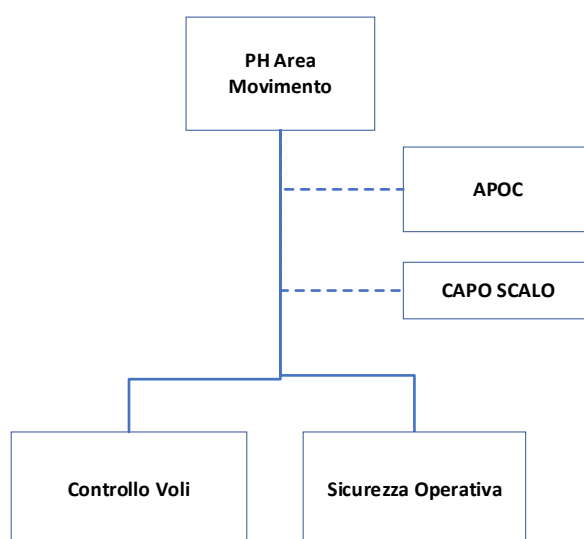 PH Area
Movimento
APOC
CAPO SCALO
Controllo Voli
Sicurezza Operativa